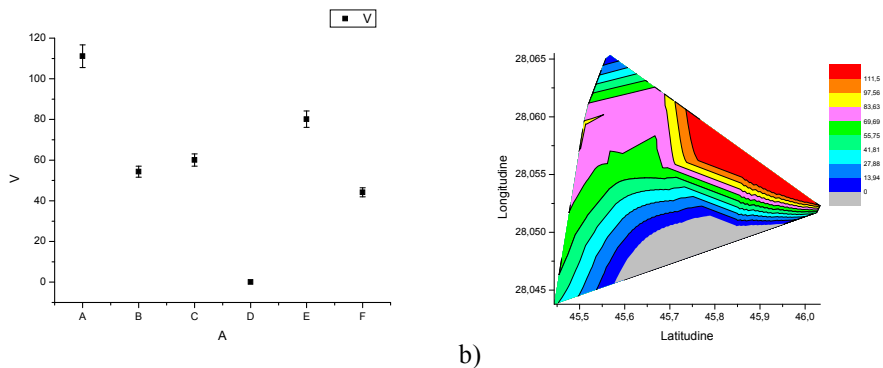 V
120
100
80
60
40
20
0
V
A
B
C
D
E
F
A
b)
28,065
28,060
28,055
28,050
28,045
Longitudine
45,5
45,6
45,7
45,8
45,9
46,0
Latitudine
111,5
97,56
83,63
69,69
55,75
41,81
27,88
13,94
0